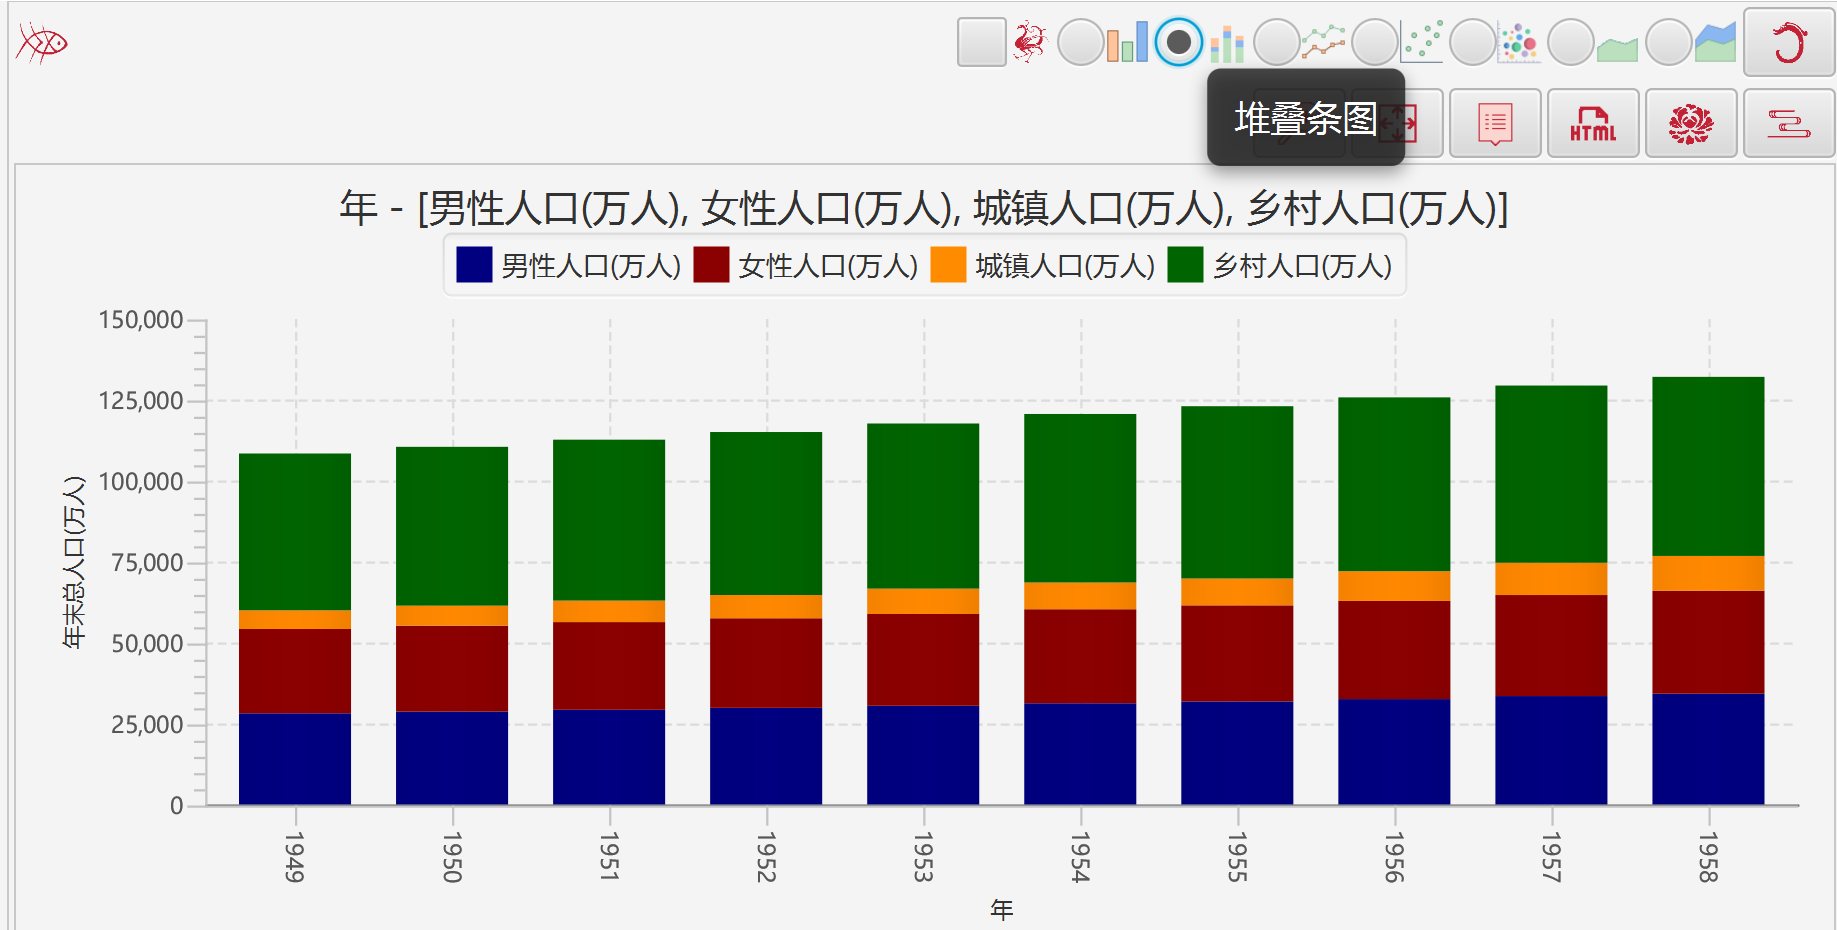 堆叠条图
HTML
年 - [男性人口(万人), 女性人口(万人), 城镇人口(万人), 乡村人口(万人)]
男性人口(万人) 女性人口(万人) 城镇人口(万人) 乡村人口(万人)
150,000
125,000
100,000
75,000
50,000
25,000
0
年末总人口(万人)
1949 1950 1951 1952 1953 1954 1955 1956 1957 1958
年